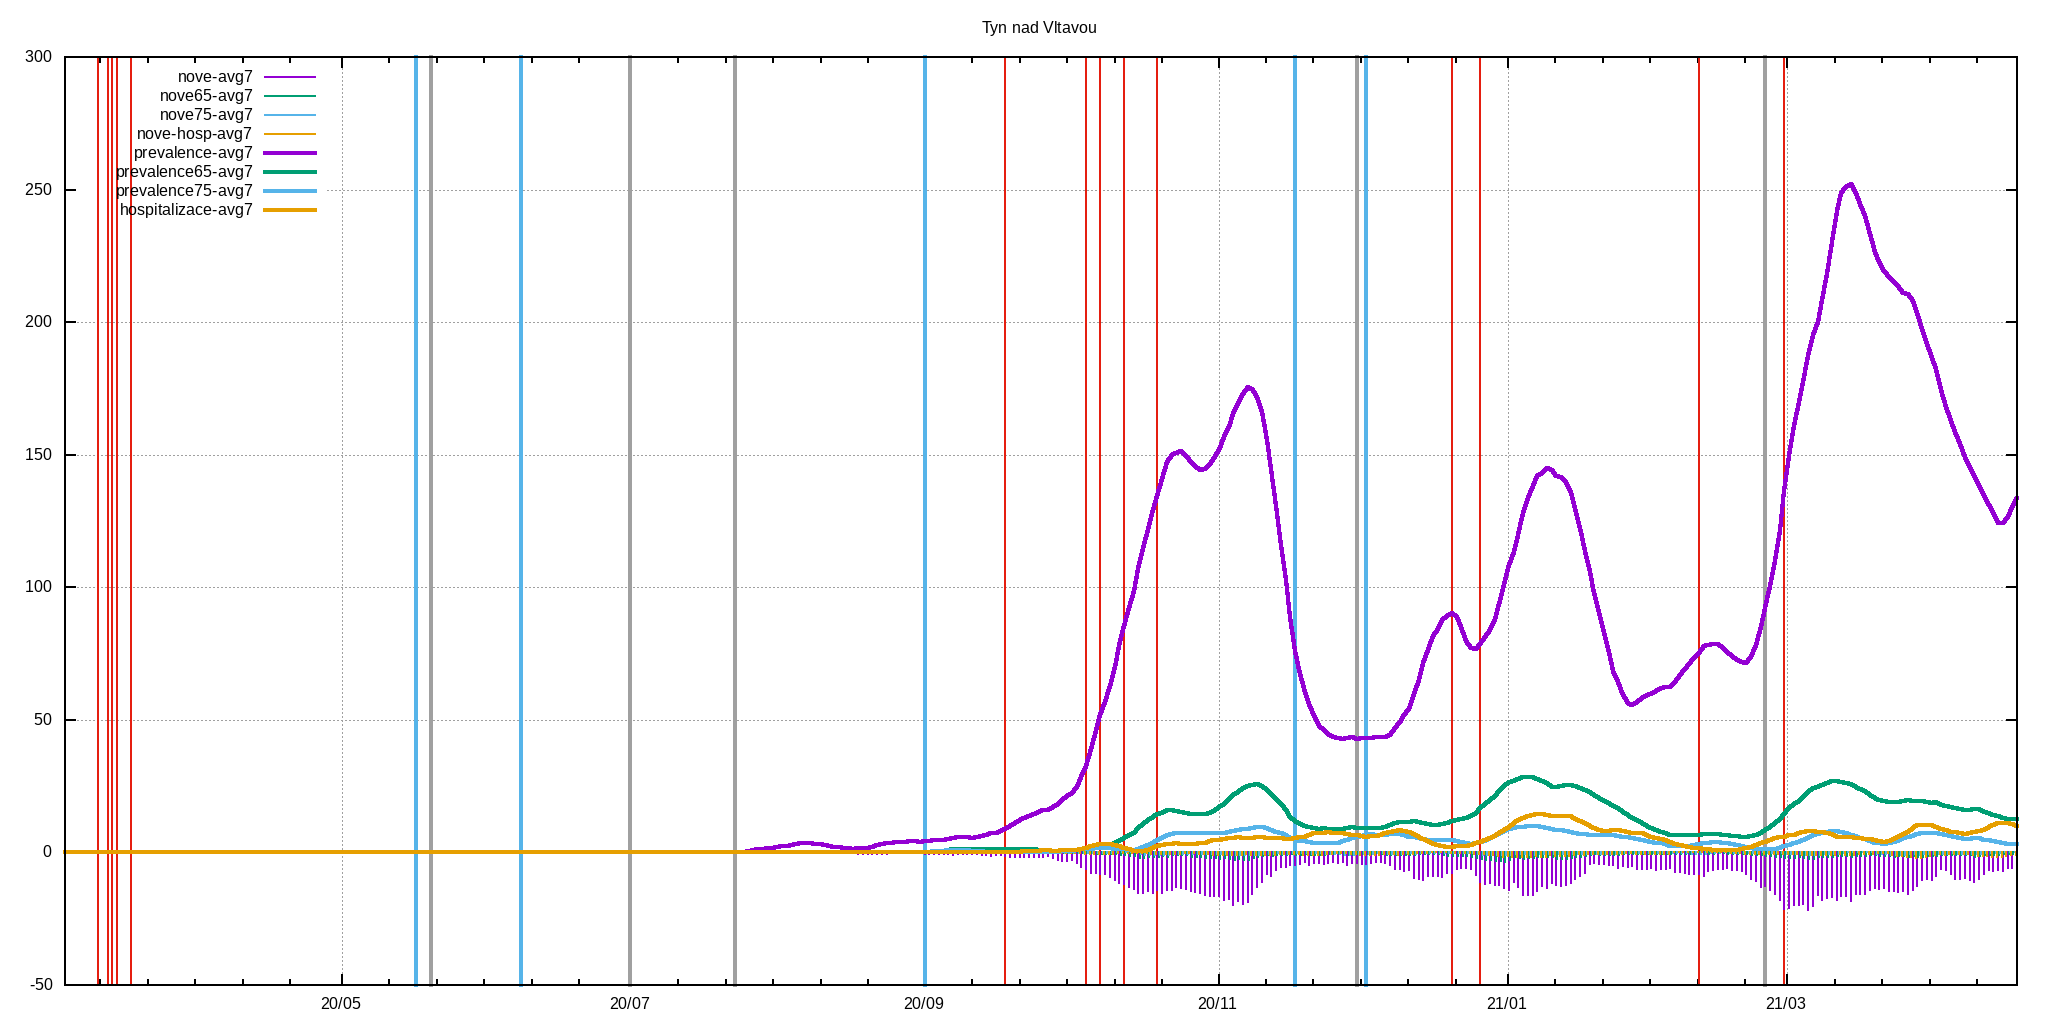 Tyn nad Vltavou
300
250
200
150
100
50
0
-50
nove-avg7
nove65-avg7
nove75-avg7
nove-hosp-avg7
prevalence-avg7
prevalence65-avg7
prevalence75-avg7
hospitalizace-avg7
20/05 20/07 20/09 20/11 21/01 21/03